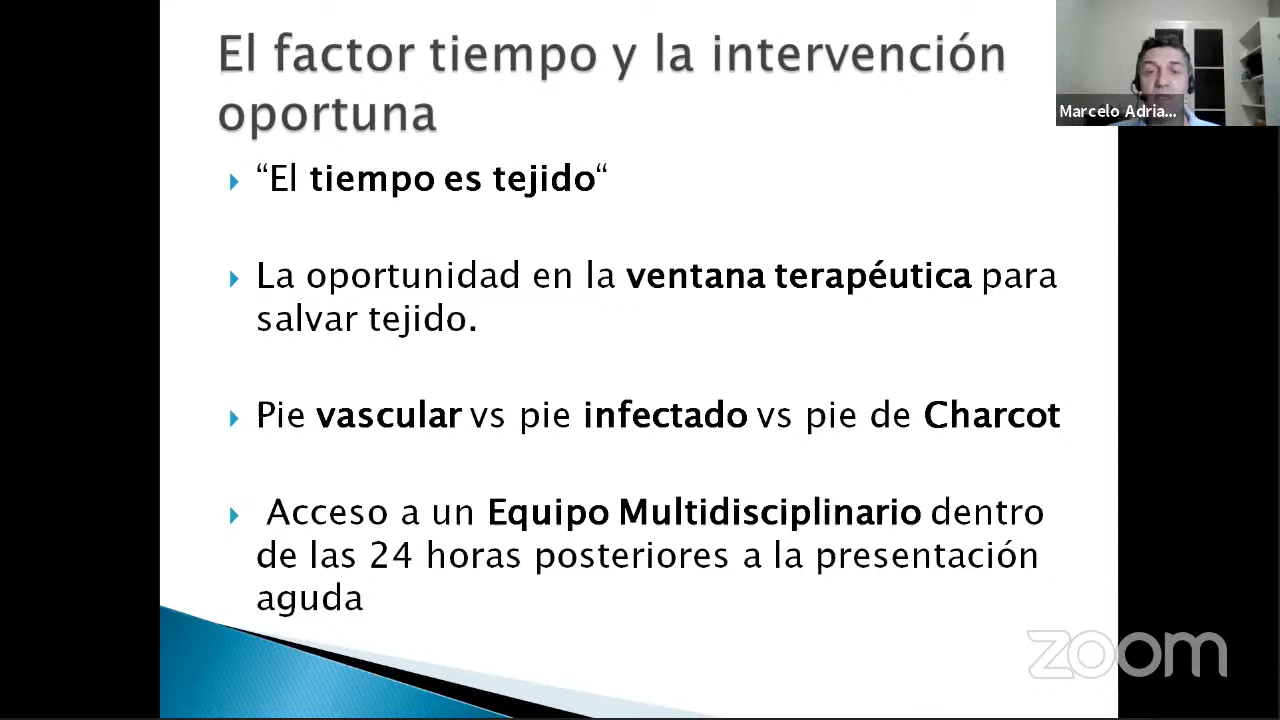 El factor tiempo y la intervención
oportuna
“El tiempo es tejido“
La oportunidad en la ventana terapéutica para
salvar tejido.
Pie vascular vs pie infectado vs pie de Charcot
Acceso a un Equipo Multidisciplinario dentro
de las 24 horas posteriores a la presentación
aguda
Marcelo Adria...
zoom